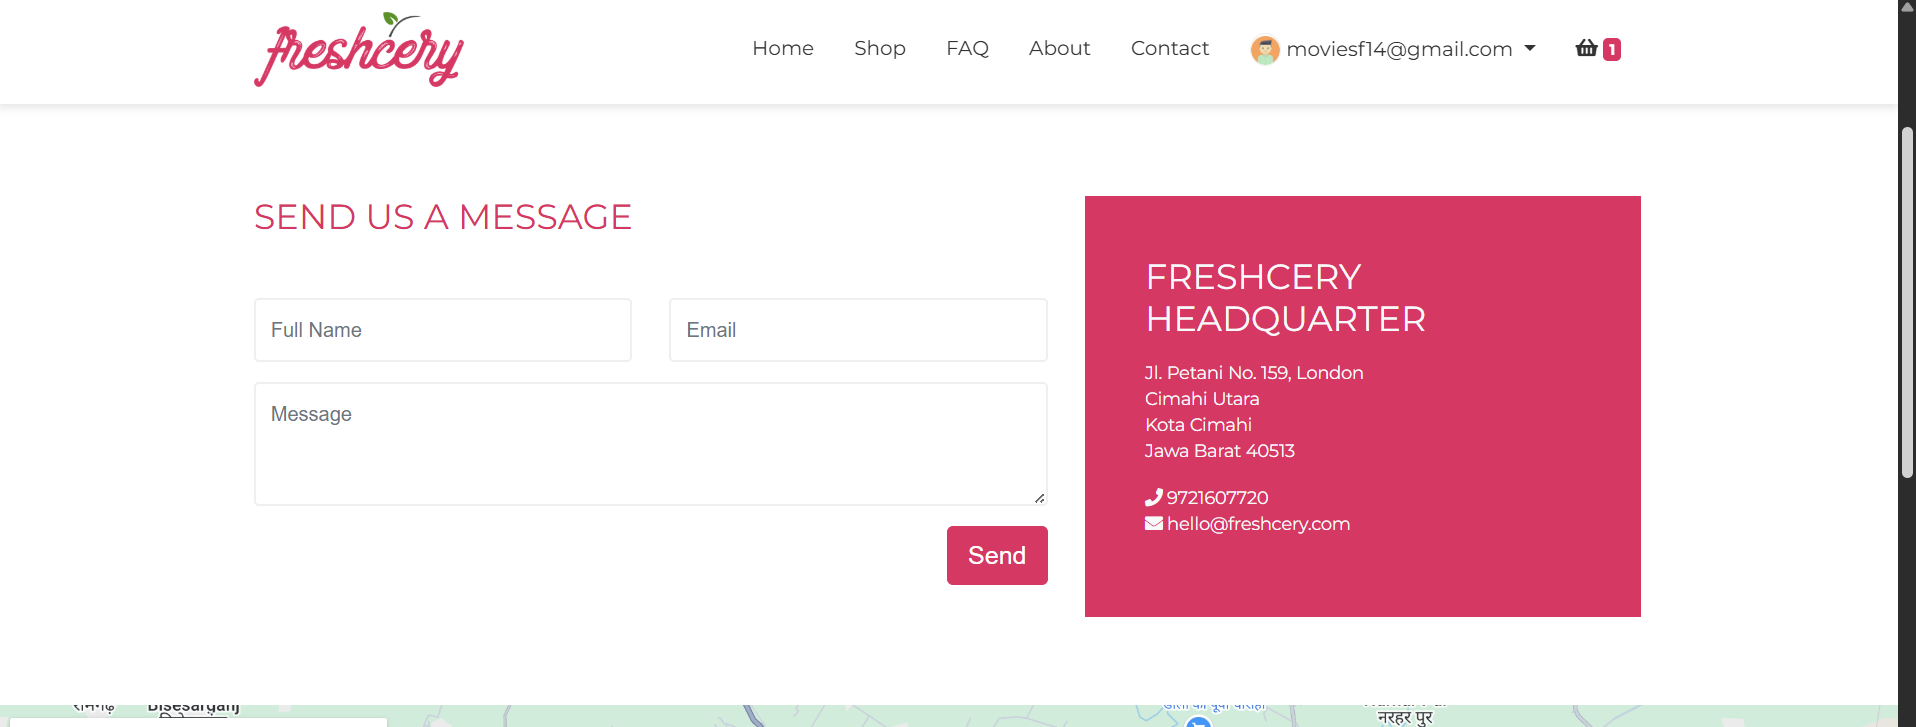 freshcery
Home Shop FAQ About Contact moviesf14@gmail.com 1
SEND US A MESSAGE
Full Name Email
Message
Send
FRESHCERY
HEADQUARTER
Jl. Petani No. 159, London
Cimahi Utara
Kota Cimahi
Jawa Barat 40513
9721607720
hello@freshcery.com
Bisesarganj
नरहर पुर